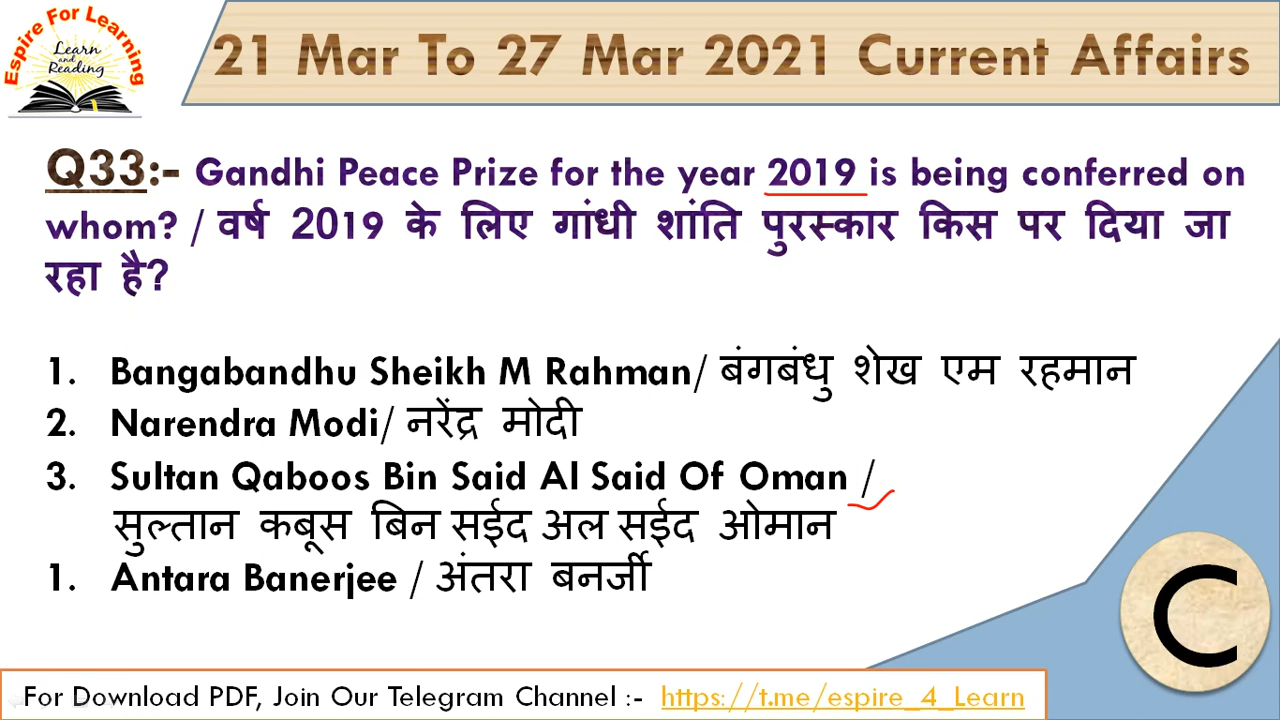 Espire For Learning
Learn
and
Reading
21 Mar To 27 Mar 2021 Current Affairs
Q33:- Gandhi Peace Prize for the year 2019 is being conferred on
whom? / वर्ष 2019 के लिए गांधी शांति पुरस्कार किस पर दिया जा
रहा है?
1. Bangabandhu Sheikh M Rahman/ बंगबंधु शेख एम रहमान
2. Narendra Modi/ नरेंद्र मोदी
3. Sultan Qaboos Bin Said Al Said Of Oman /
सुल्तान कबूस बिन सईद अल सईद ओमान
1. Antara Banerjee / अंतरा बनर्जी
C
For Download PDF, Join Our Telegram Channel :- https://t.me/espire_4_Learn